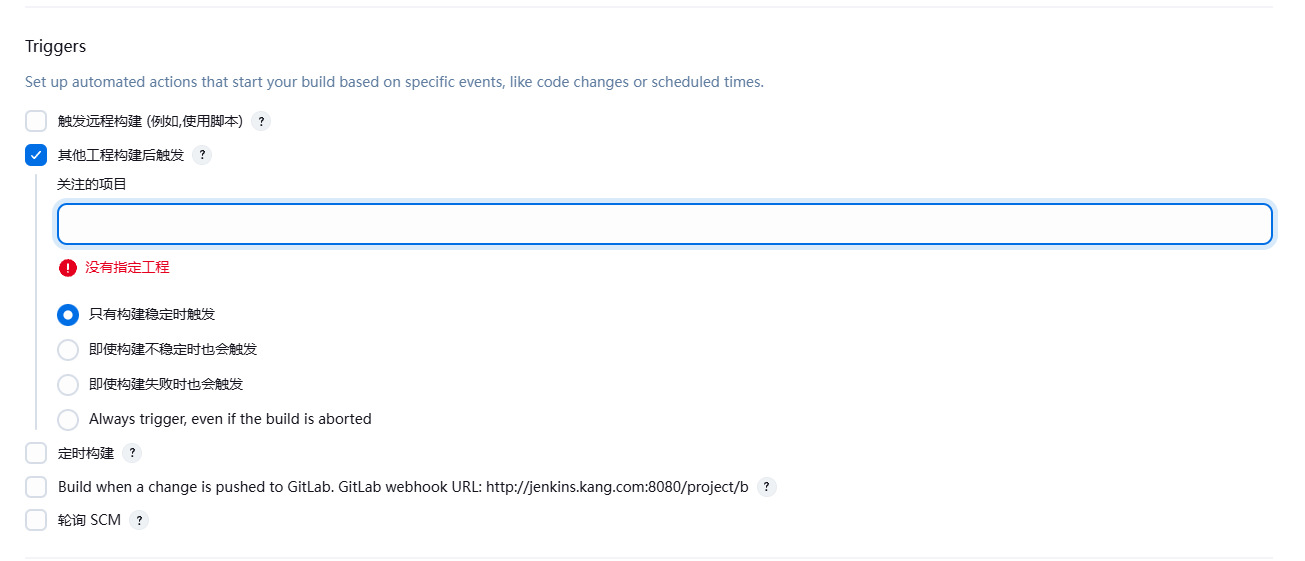 Triggers
Set up automated actions that start your build based on specific events, like code changes or scheduled times.
触发远程构建 (例如,使用脚本) ?
其他工程构建后触发 ?
关注的项目
没有指定工程
只有构建稳定时触发
即使构建不稳定时也会触发
即使构建失败时也会触发
Always trigger, even if the build is aborted
定时构建 ?
Build when a change is pushed to GitLab. GitLab webhook URL: http://jenkins.kang.com:8080/project/b ?
轮询 SCM ?